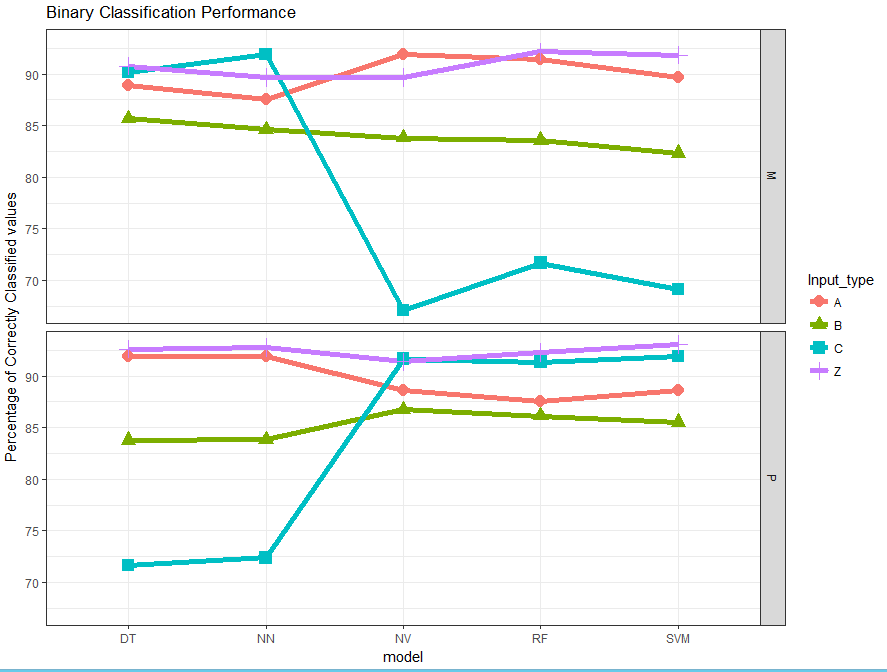 Binary Classification Performance
Percentage of Correctly Classified values
90
85
80
75
70
M
90
85
80
75
70
P
DT NN NV RF SVM
model
Input_type
A
B
C
Z